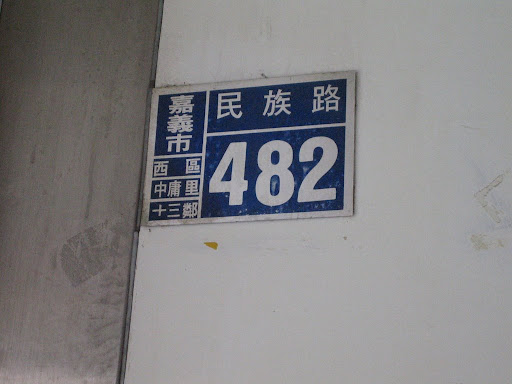 嘉義市
西區
中庸里
十三鄰
民族路
482